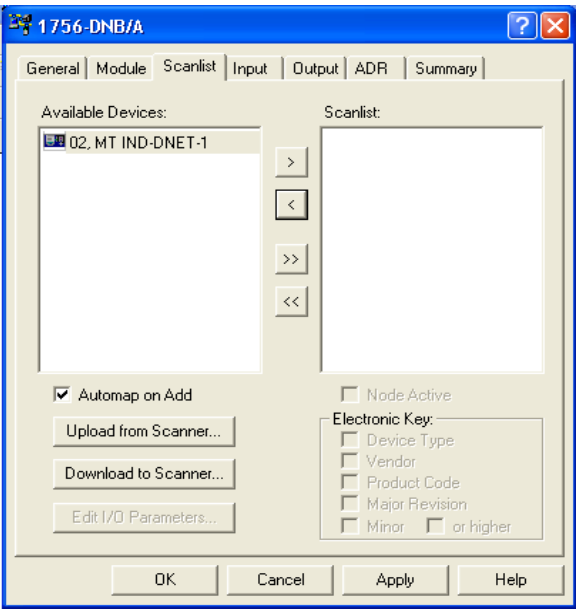 1756-DNB/A
General Module Scanlist Input Output ADR Summary
Available Devices: Scanlist:
02, MT IND-DNET-1
>
<
>>
<<
Automap on Add Node Active
Upload from Scanner... Electronic Key:
Device Type
Vendor
Download to Scanner... Product Code
Major Revision
Edit I/O Parameters... Minor or higher
OK Cancel Apply Help